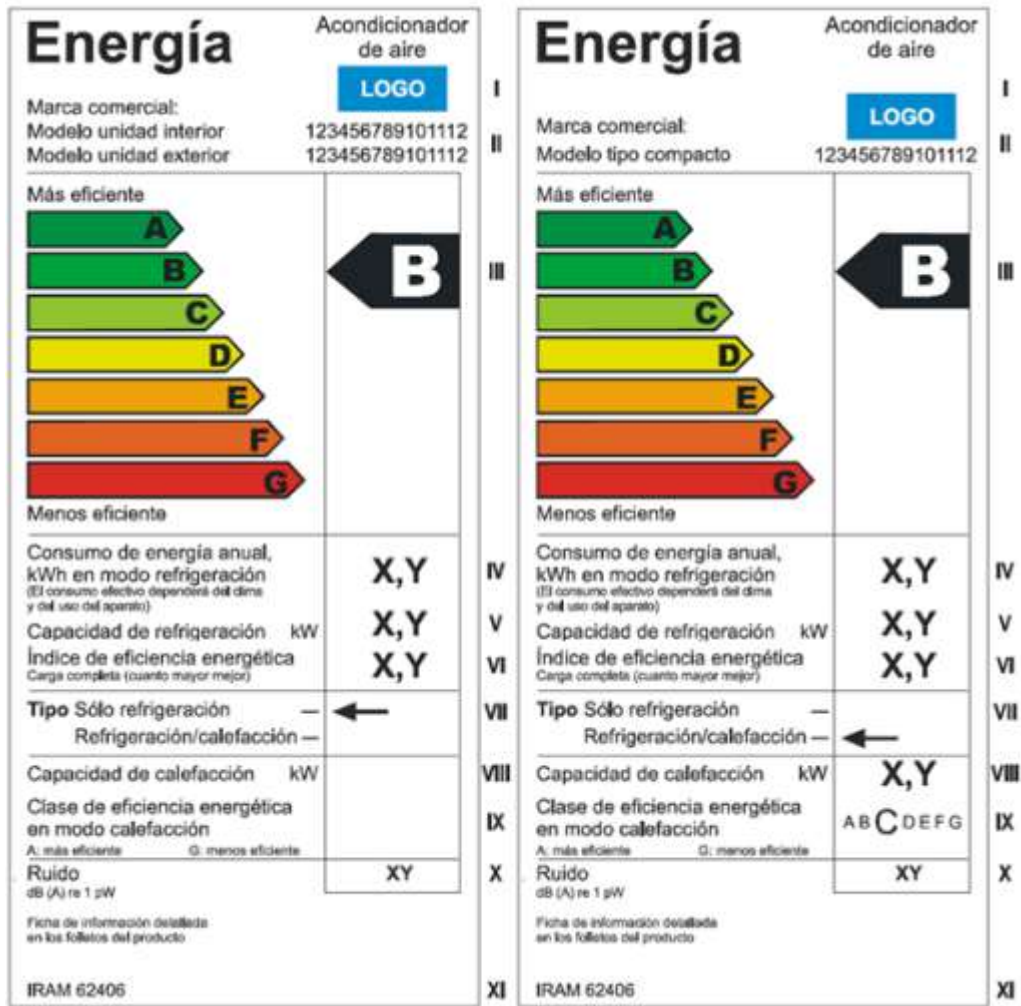 Energía
Acondicionador
de aire
LOGO
I
Marca comercial:
Modelo unidad interior 123456789101112
Modelo unidad exterior 123456789101112
II
Más eficiente
A
B
B
III
C
D
E
F
G
Menos eficiente
Consumo de energía anual,
kWh en modo refrigeración X,Y IV
(El consumo efectivo dependerá del clima
y del uso del aparato)
Capacidad de refrigeración kW X,Y V
Índice de eficiencia energética X,Y VI
Carga completa (cuanto mayor mejor)
Tipo Sólo refrigeración — VII
Refrigeración/calefacción —
Capacidad de calefacción kW VIII
Clase de eficiencia energética
en modo calefacción IX
A: más eficiente G: menos eficiente
Ruido XY X
dB (A) re 1 pW
Ficha de información detallada
en los folletos del producto
IRAM 62406 XI
Energía
Acondicionador
de aire
I
LOGO
Marca comercial:
II
Modelo tipo compacto 123456789101112
Más eficiente
A
B
B
III
C
D
E
F
G
Menos eficiente
Consumo de energía anual,
kWh en modo refrigeración X,Y IV
(El consumo efectivo dependerá del clima
y del uso del aparato)
Capacidad de refrigeración kW X,Y V
Índice de eficiencia energética X,Y VI
Carga completa (cuanto mayor mejor)
Tipo Sólo refrigeración — VII
Refrigeración/calefacción —
Capacidad de calefacción kW X,Y VIII
Clase de eficiencia energética
en modo calefacción A B C D E F G IX
A: más eficiente G: menos eficiente
Ruido XY X
dB (A) re 1 pW
Ficha de información detallada
en los folletos del producto
IRAM 62406 XI